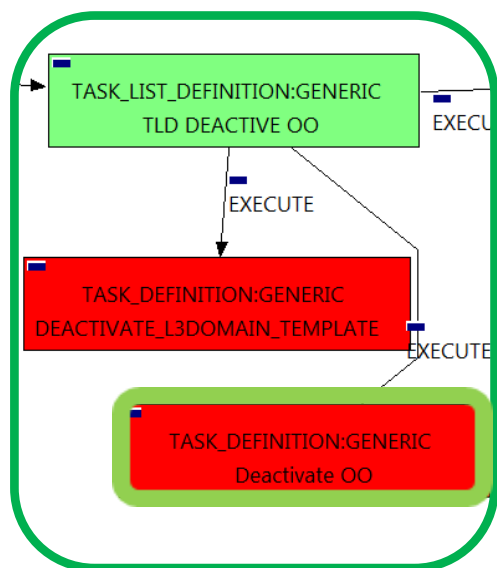 TASK_LIST_DEFINITION:GENERIC
TLD DEACTIVE OO
EXECU
EXECUTE
TASK_DEFINITION:GENERIC
DEACTIVATE_L3DOMAIN_TEMPLATE
EXECUTE
TASK_DEFINITION:GENERIC
Deactivate OO